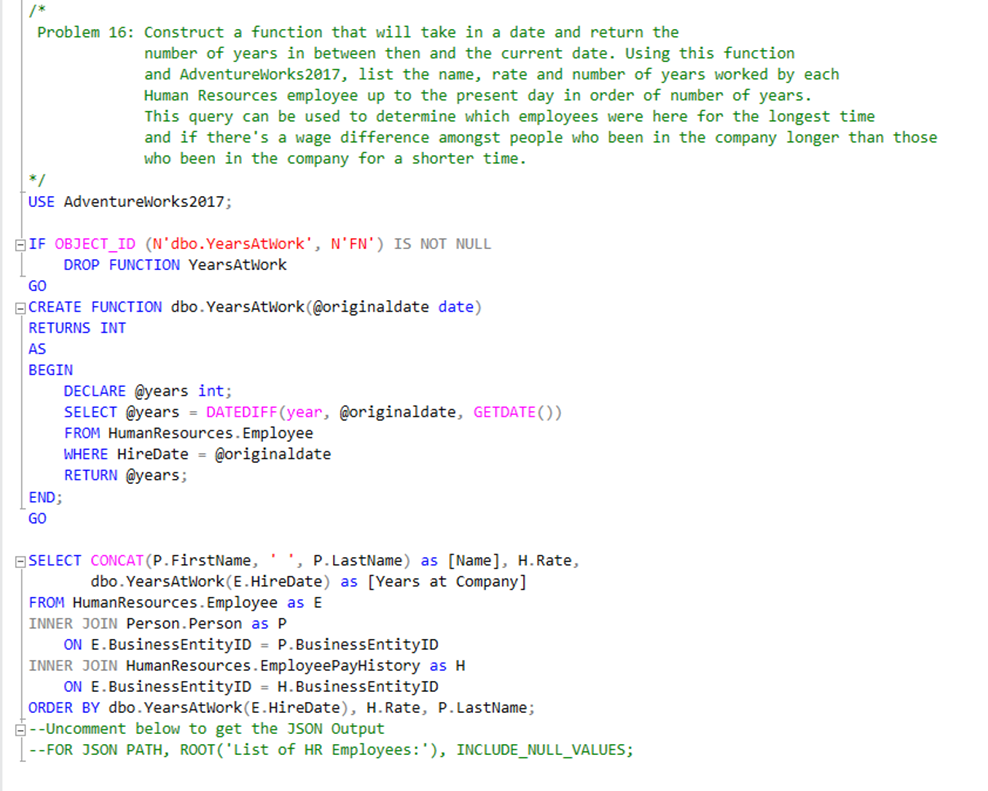 /*
Problem 16: Construct a function that will take in a date and return the
number of years in between then and the current date. Using this function
and AdventureWorks2017, list the name, rate and number of years worked by each
Human Resources employee up to the present day in order of number of years.
This query can be used to determine which employees were here for the longest time
and if there's a wage difference amongst people who been in the company longer than those
who been in the company for a shorter time.
*/
USE AdventureWorks2017;
IF OBJECT_ID (N'dbo.YearsAtWork', N'FN') IS NOT NULL
DROP FUNCTION YearsAtWork
GO
CREATE FUNCTION dbo.YearsAtWork(@originaldate date)
RETURNS INT
AS
BEGIN
DECLARE @years int;
SELECT @years = DATEDIFF(year, @originaldate, GETDATE())
FROM HumanResources.Employee
WHERE HireDate = @originaldate
RETURN @years;
END;
GO
SELECT CONCAT(P.FirstName, ' ', P.LastName) as [Name], H.Rate,
dbo.YearsAtWork(E.HireDate) as [Years at Company]
FROM HumanResources.Employee as E
INNER JOIN Person.Person as P
ON E.BusinessEntityID = P.BusinessEntityID
INNER JOIN HumanResources.EmployeePayHistory as H
ON E.BusinessEntityID = H.BusinessEntityID
ORDER BY dbo.YearsAtWork(E.HireDate), H.Rate, P.LastName;
--Uncomment below to get the JSON Output
--FOR JSON PATH, ROOT('List of HR Employees:'), INCLUDE_NULL_VALUES;